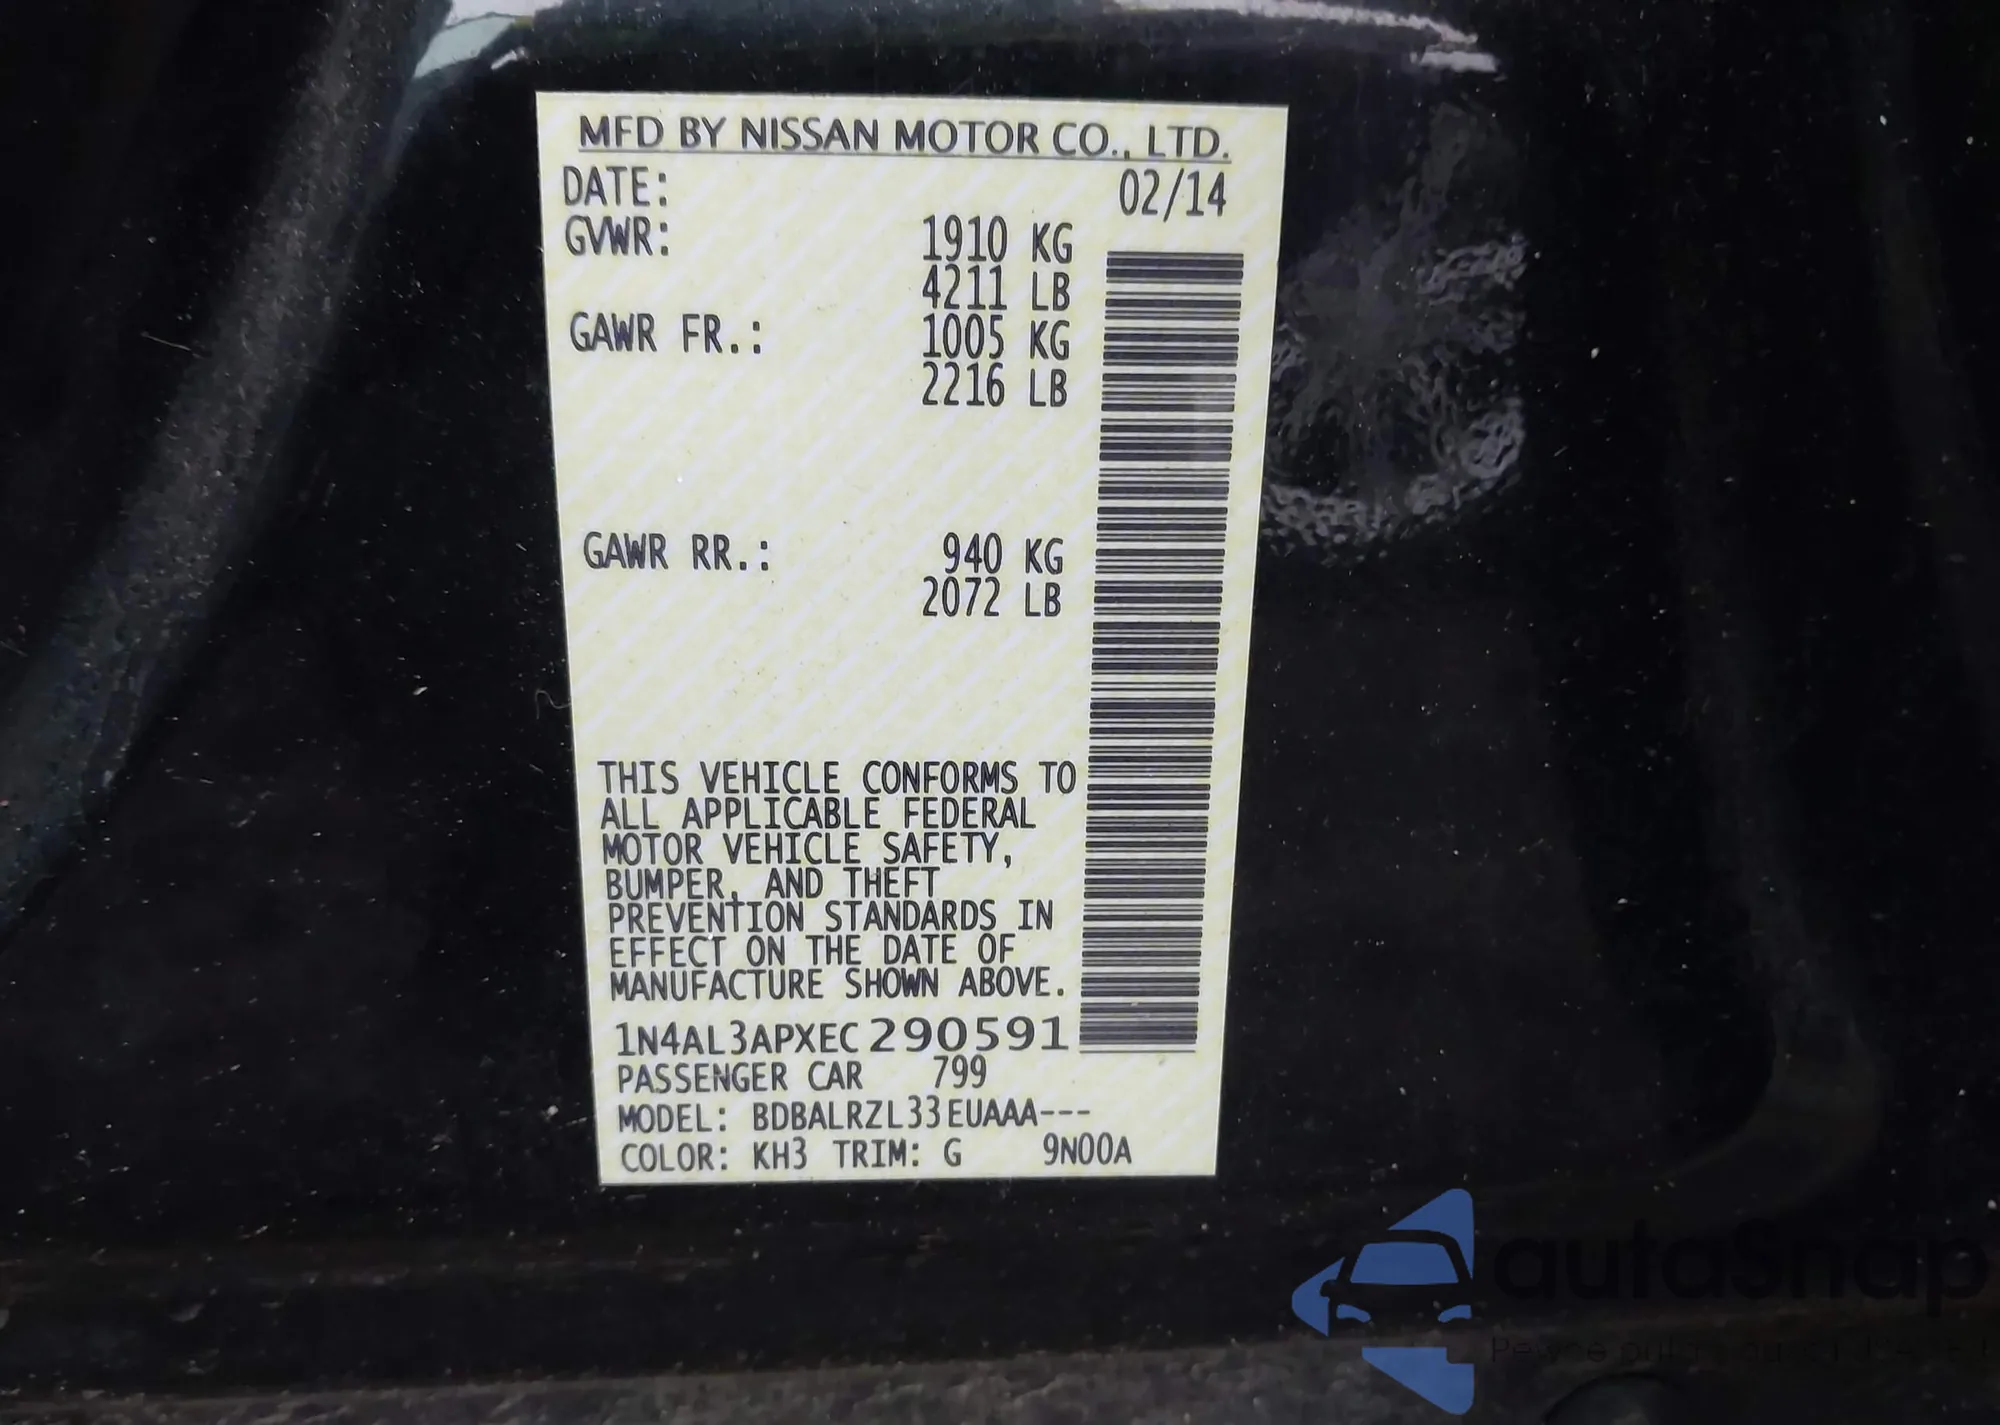 MFD BY NISSAN MOTOR CO., LTD.
DATE: 02/14
GVWR: 1910 KG
4211 LB
GAWR FR.: 1005 KG
2216 LB
GAWR RR.: 940 KG
2072 LB
THIS VEHICLE CONFORMS TO
ALL APPLICABLE FEDERAL
MOTOR VEHICLE SAFETY,
BUMPER, AND THEFT
PREVENTION STANDARDS IN
EFFECT ON THE DATE OF
MANUFACTURE SHOWN ABOVE.
1N4AL3APXEC290591
PASSENGER CAR 799
MODEL: BDBALRZL33EUAAA---
COLOR: KH3 TRIM: G 9N00A
autoSnap